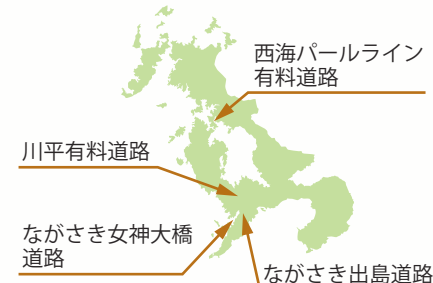 西海パールライン
有料道路
川平有料道路
ながさき女神大橋
道路
ながさき出島道路